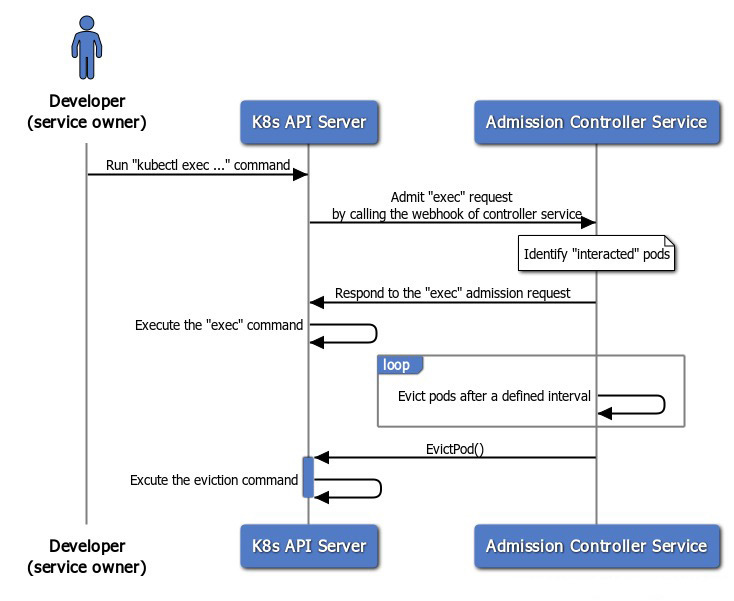 Developer
(service owner)
K8s API Server
Admission Controller Service
Run "kubectl exec ..." command
Admit "exec" request
by calling the webhook of controller service
Identify "interacted" pods
Respond to the "exec" admission request
Execute the "exec" command
loop
Evict pods after a defined interval
EvictPod()
Excute the eviction command
Developer
(service owner)
K8s API Server
Admission Controller Service